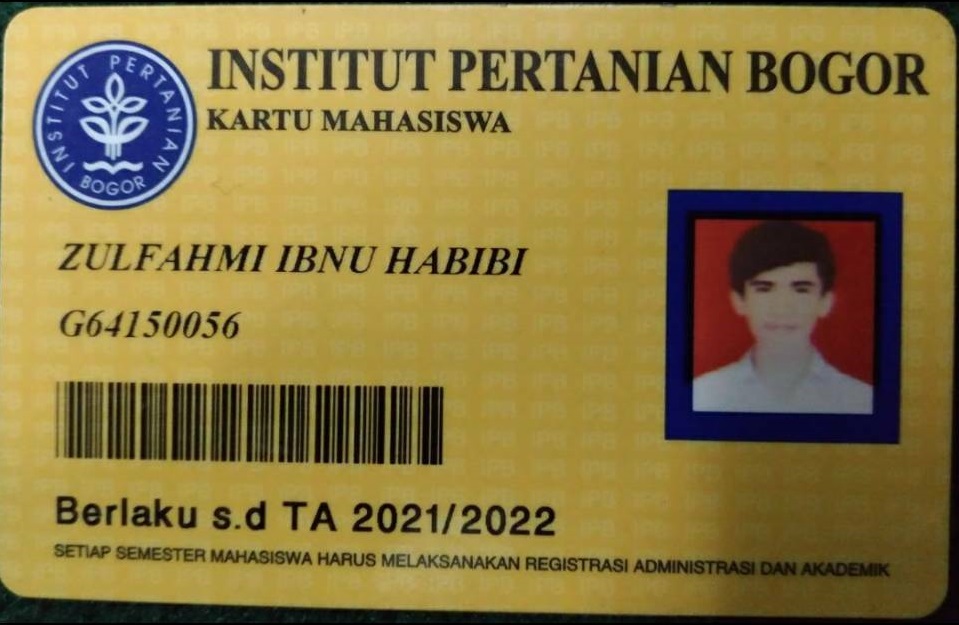 INSTITUT PERTANIAN BOGOR
KARTU MAHASISWA
INSTITUT PERTANIAN
BOGOR
ZULFAHMI IBNU HABIBI
G64150056
Berlaku s.d TA 2021/2022
SETIAP SEMESTER MAHASISWA HARUS MELAKSANAKAN REGISTRASI ADMINISTRASI DAN AKADEMIK